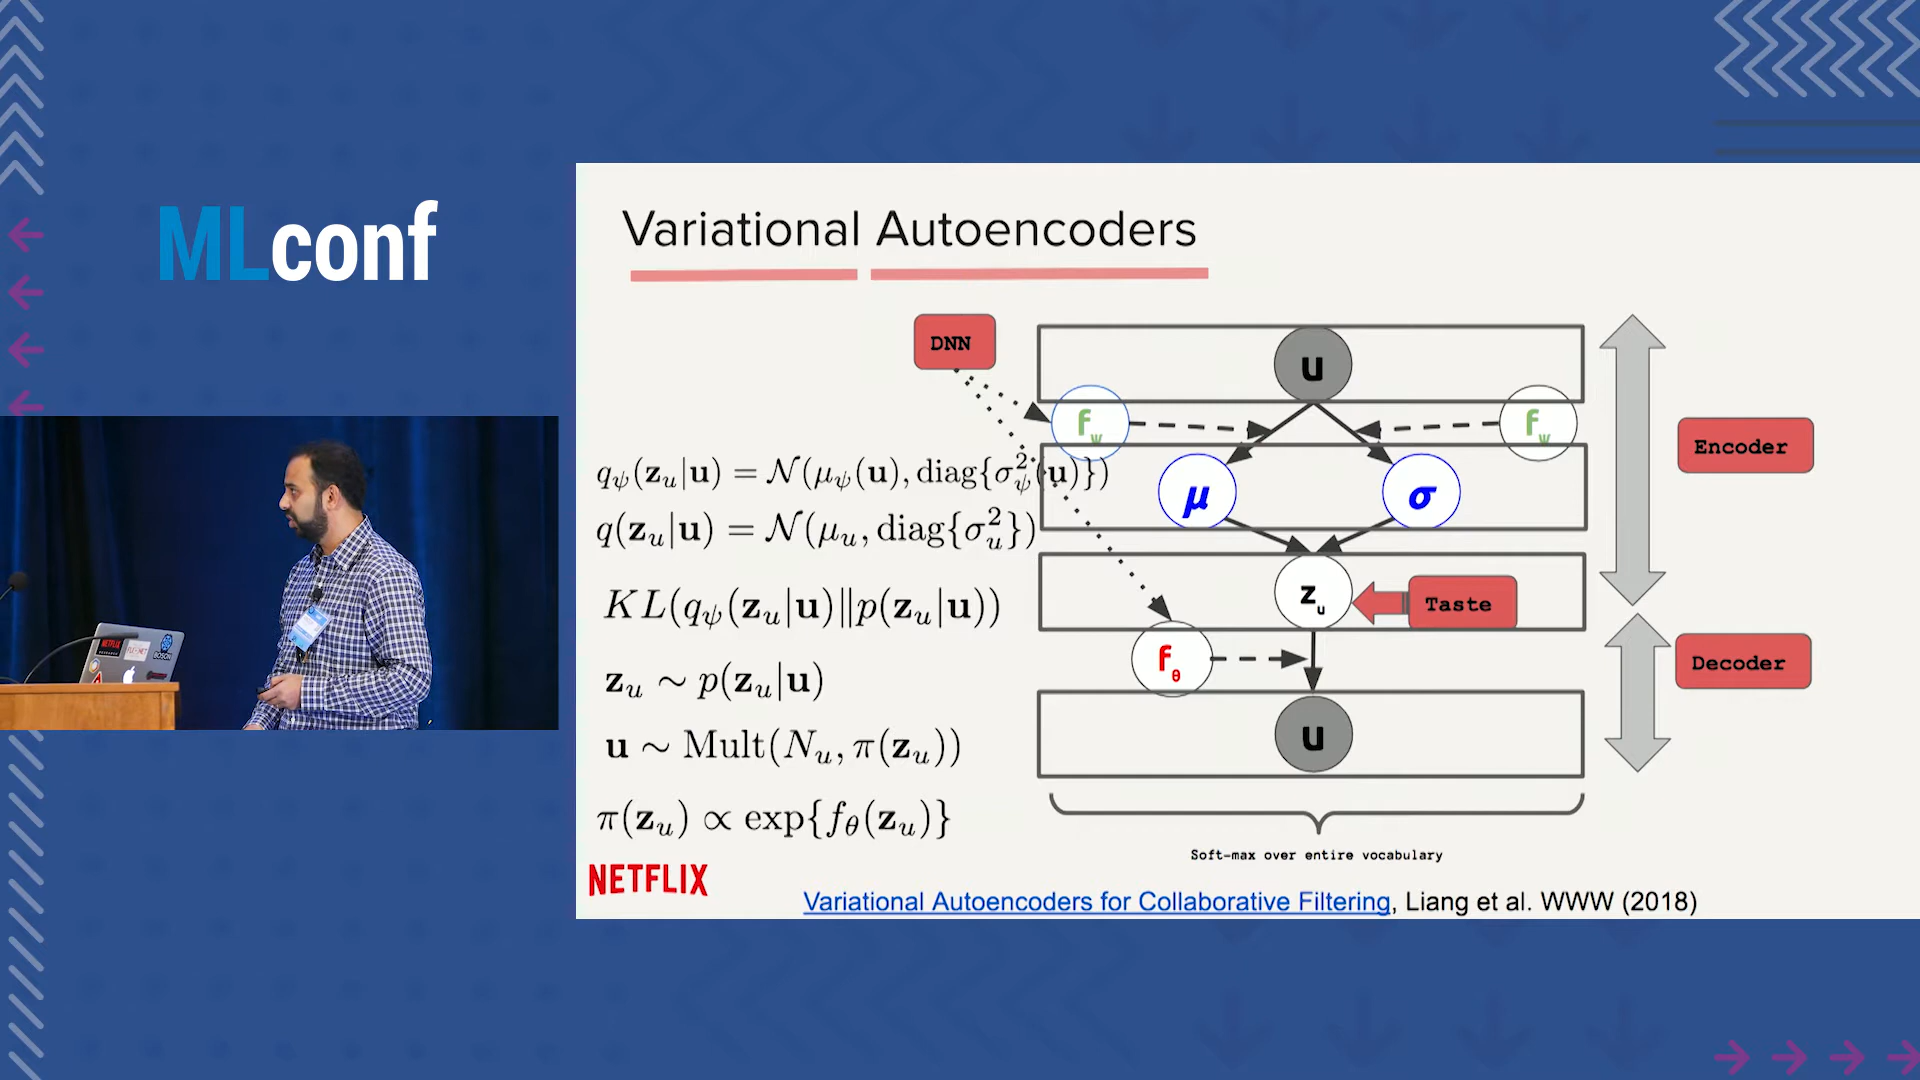 MLconf
Variational Autoencoders
DNN
u
f_ψ
f_ψ
Encoder
q_ψ(z_u|u) = N(μ_ψ(u), diag{σ²_ψ(u)})
μ
σ
q(z_u|u) = N(μ_u, diag{σ²_u})
KL(q_ψ(z_u|u)‖p(z_u|u))
z_u
Taste
f_θ
Decoder
z_u ∼ p(z_u|u)
u ∼ Mult(N_u, π(z_u))
u
π(z_u) ∝ exp{f_θ(z_u)}
Soft-max over entire vocabulary
NETFLIX
Variational Autoencoders for Collaborative Filtering, Liang et al. WWW (2018)
NETFLIX
BOSON